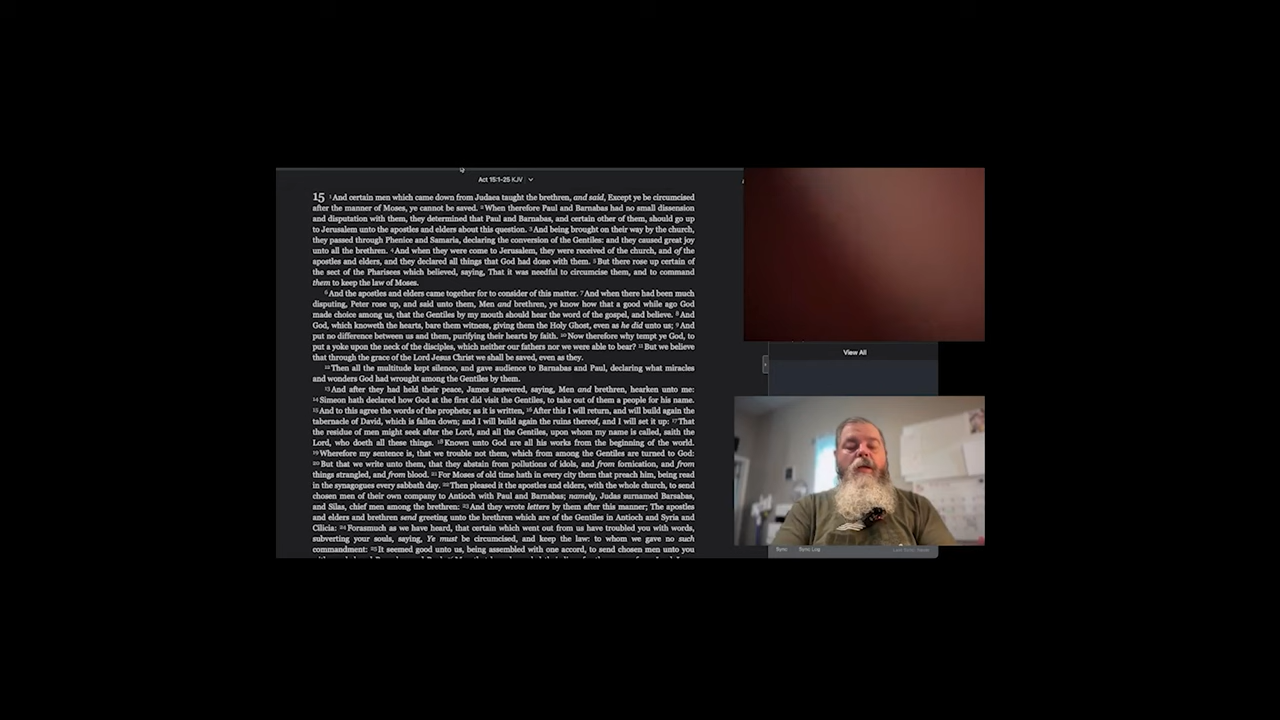 Act 15:1-25 KJV
15 1 And certain men which came down from Judaea taught the brethren, and said, Except ye be circumcised
after the manner of Moses, ye cannot be saved. 2 When therefore Paul and Barnabas had no small dissension
and disputation with them, they determined that Paul and Barnabas, and certain other of them, should go up
to Jerusalem unto the apostles and elders about this question. 3 And being brought on their way by the church,
they passed through Phenice and Samaria, declaring the conversion of the Gentiles: and they caused great joy
unto all the brethren. 4 And when they were come to Jerusalem, they were received of the church, and of the
apostles and elders, and they declared all things that God had done with them. 5 But there rose up certain of
the sect of the Pharisees which believed, saying, That it was needful to circumcise them, and to command
them to keep the law of Moses.
6 And the apostles and elders came together for to consider of this matter. 7 And when there had been much
disputing, Peter rose up, and said unto them, Men and brethren, ye know how that a good while ago God
made choice among us, that the Gentiles by my mouth should hear the word of the gospel, and believe. 8 And
God, which knoweth the hearts, bare them witness, giving them the Holy Ghost, even as he did unto us; 9 And
put no difference between us and them, purifying their hearts by faith. 10 Now therefore why tempt ye God, to
put a yoke upon the neck of the disciples, which neither our fathers nor we were able to bear? 11 But we believe
that through the grace of the Lord Jesus Christ we shall be saved, even as they.
12 Then all the multitude kept silence, and gave audience to Barnabas and Paul, declaring what miracles
and wonders God had wrought among the Gentiles by them.
13 And after they had held their peace, James answered, saying, Men and brethren, hearken unto me:
14 Simeon hath declared how God at the first did visit the Gentiles, to take out of them a people for his name.
15 And to this agree the words of the prophets; as it is written, 16 After this I will return, and will build again the
tabernacle of David, which is fallen down; and I will build again the ruins thereof, and I will set it up: 17 That
the residue of men might seek after the Lord, and all the Gentiles, upon whom my name is called, saith the
Lord, who doeth all these things. 18 Known unto God are all his works from the beginning of the world.
19 Wherefore my sentence is, that we trouble not them, which from among the Gentiles are turned to God:
20 But that we write unto them, that they abstain from pollutions of idols, and from fornication, and from
things strangled, and from blood. 21 For Moses of old time hath in every city them that preach him, being read
in the synagogues every sabbath day. 22 Then pleased it the apostles and elders, with the whole church, to send
chosen men of their own company to Antioch with Paul and Barnabas; namely, Judas surnamed Barsabas,
and Silas, chief men among the brethren: 23 And they wrote letters by them after this manner; The apostles
and elders and brethren send greeting unto the brethren which are of the Gentiles in Antioch and Syria and
Cilicia: 24 Forasmuch as we have heard, that certain which went out from us have troubled you with words,
subverting your souls, saying, Ye must be circumcised, and keep the law: to whom we gave no such
commandment: 25 It seemed good unto us, being assembled with one accord, to send chosen men unto you
View All
Sync Sync Log